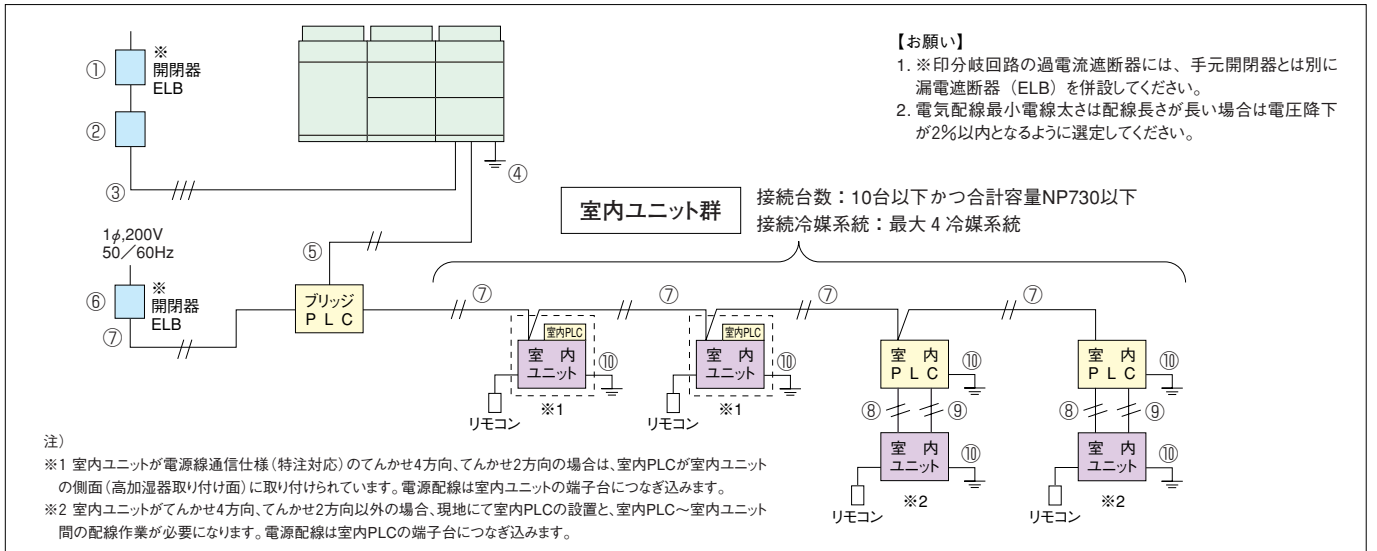 ①
※
開閉器
ELB
②
③
④
【お願い】
1. ※印分岐回路の過電流遮断器には、手元開閉器とは別に
漏電遮断器（ELB）を併設してください。
2. 電気配線最小電線太さは配線長さが長い場合は電圧降下
が2％以内となるように選定してください。
室内ユニット群
接続台数：10台以下かつ合計容量NP730以下
接続冷媒系統：最大４冷媒系統
1φ,200V
50／60Hz
⑤
⑥
※
開閉器
ELB
⑦
ブリッジ
PLC
⑦
⑦
⑦
⑦
室内PLC
室内
ユニット
⑩
リモコン
※1
室内PLC
室内
ユニット
⑩
リモコン
※1
室内
PLC
⑩
⑧
⑨
室内
ユニット
⑩
リモコン
※2
室内
PLC
⑩
⑧
⑨
室内
ユニット
⑩
リモコン
※2
注）
※1 室内ユニットが電源線通信仕様（特注対応）のてんかせ4方向、てんかせ2方向の場合は、室内PLCが室内ユニット
の側面（高加湿器取り付け面）に取り付けられています。電源配線は室内ユニットの端子台につなぎ込みます。
※2 室内ユニットがてんかせ4方向、てんかせ2方向以外の場合、現地にて室内PLCの設置と、室内PLC～室内ユニット
間の配線作業が必要になります。電源配線は室内PLCの端子台につなぎ込みます。